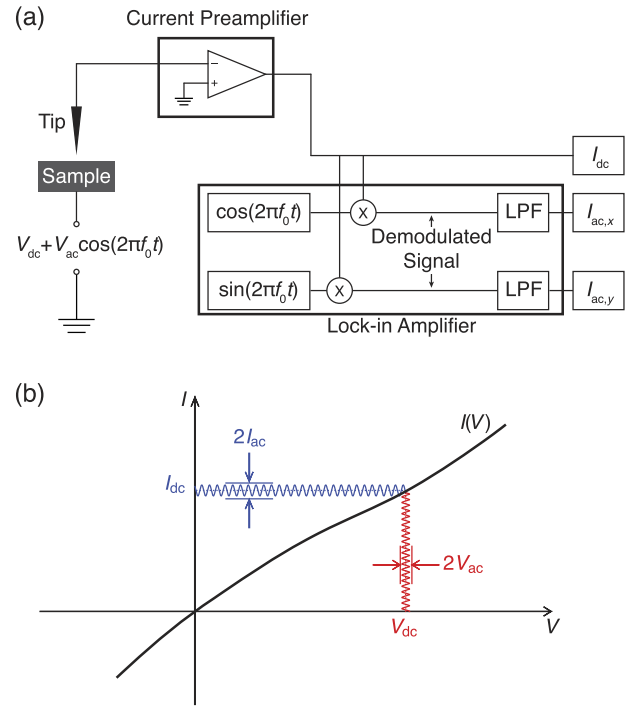 (a)
Current Preamplifier
−
+
Tip
Sample
V_dc+V_ac cos(2πf_0t)
I_dc
cos(2πf_0t)
X
LPF
I_ac,x
Demodulated
Signal
sin(2πf_0t)
X
LPF
I_ac,y
Lock-in Amplifier
(b)
I
I(V)
2I_ac
I_dc
2V_ac
V_dc
V